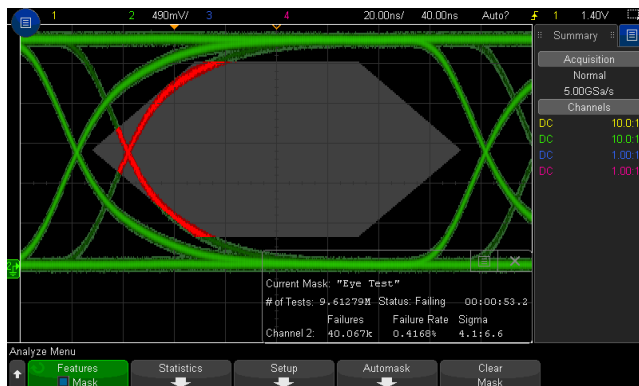 1 2 490mV/ 3 4 20.00ns/ 40.00ns Auto? 1 1.40V
Summary
Acquisition
Normal
5.00GSa/s
Channels
DC 10.0:1
DC 10.0:1
DC 1.00:1
DC 1.00:1
Current Mask: "Eye Test"
# of Tests: 9.61279M Status: Failing 00:00:53.2
Failures Failure Rate Sigma
Channel 2: 40.067k 0.4168% 4.1:6.6
Analyze Menu
Features Statistics Setup Automask Clear
Mask Mask